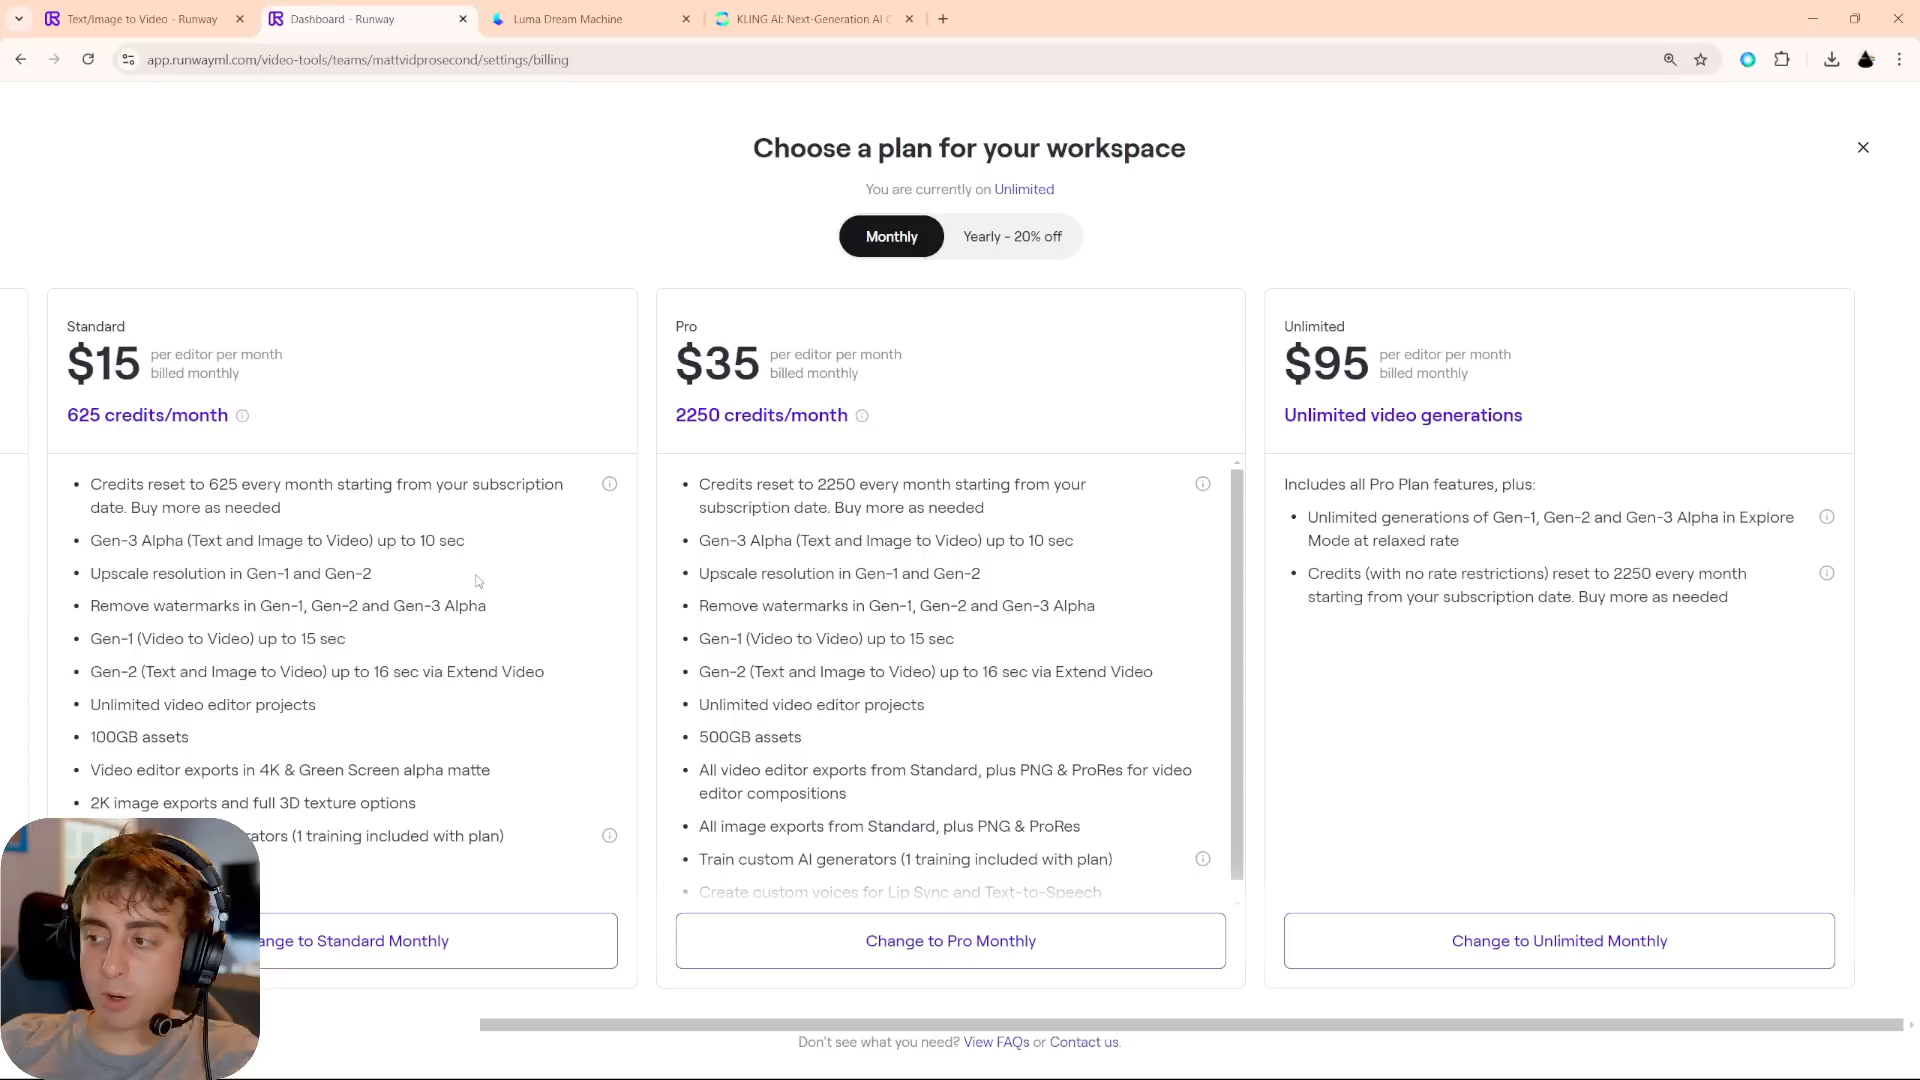 Text/Image to Video - Runway
Dashboard - Runway
Luma Dream Machine
KLING AI: Next-Generation AI C
app.runwayml.com/video-tools/teams/mattvidprosecond/settings/billing
Choose a plan for your workspace
You are currently on Unlimited
Monthly
Yearly - 20% off
Standard
$15 per editor per month
billed monthly
625 credits/month
• Credits reset to 625 every month starting from your subscription
date. Buy more as needed
• Gen-3 Alpha (Text and Image to Video) up to 10 sec
• Upscale resolution in Gen-1 and Gen-2
• Remove watermarks in Gen-1, Gen-2 and Gen-3 Alpha
• Gen-1 (Video to Video) up to 15 sec
• Gen-2 (Text and Image to Video) up to 16 sec via Extend Video
• Unlimited video editor projects
• 100GB assets
• Video editor exports in 4K & Green Screen alpha matte
• 2K image exports and full 3D texture options
ators (1 training included with plan)
ange to Standard Monthly
Pro
$35 per editor per month
billed monthly
2250 credits/month
• Credits reset to 2250 every month starting from your
subscription date. Buy more as needed
• Gen-3 Alpha (Text and Image to Video) up to 10 sec
• Upscale resolution in Gen-1 and Gen-2
• Remove watermarks in Gen-1, Gen-2 and Gen-3 Alpha
• Gen-1 (Video to Video) up to 15 sec
• Gen-2 (Text and Image to Video) up to 16 sec via Extend Video
• Unlimited video editor projects
• 500GB assets
• All video editor exports from Standard, plus PNG & ProRes for video
editor compositions
• All image exports from Standard, plus PNG & ProRes
• Train custom AI generators (1 training included with plan)
• Create custom voices for Lip Sync and Text-to-Speech
Change to Pro Monthly
Unlimited
$95 per editor per month
billed monthly
Unlimited video generations
Includes all Pro Plan features, plus:
• Unlimited generations of Gen-1, Gen-2 and Gen-3 Alpha in Explore
Mode at relaxed rate
• Credits (with no rate restrictions) reset to 2250 every month
starting from your subscription date. Buy more as needed
Change to Unlimited Monthly
Don't see what you need? View FAQs or Contact us.